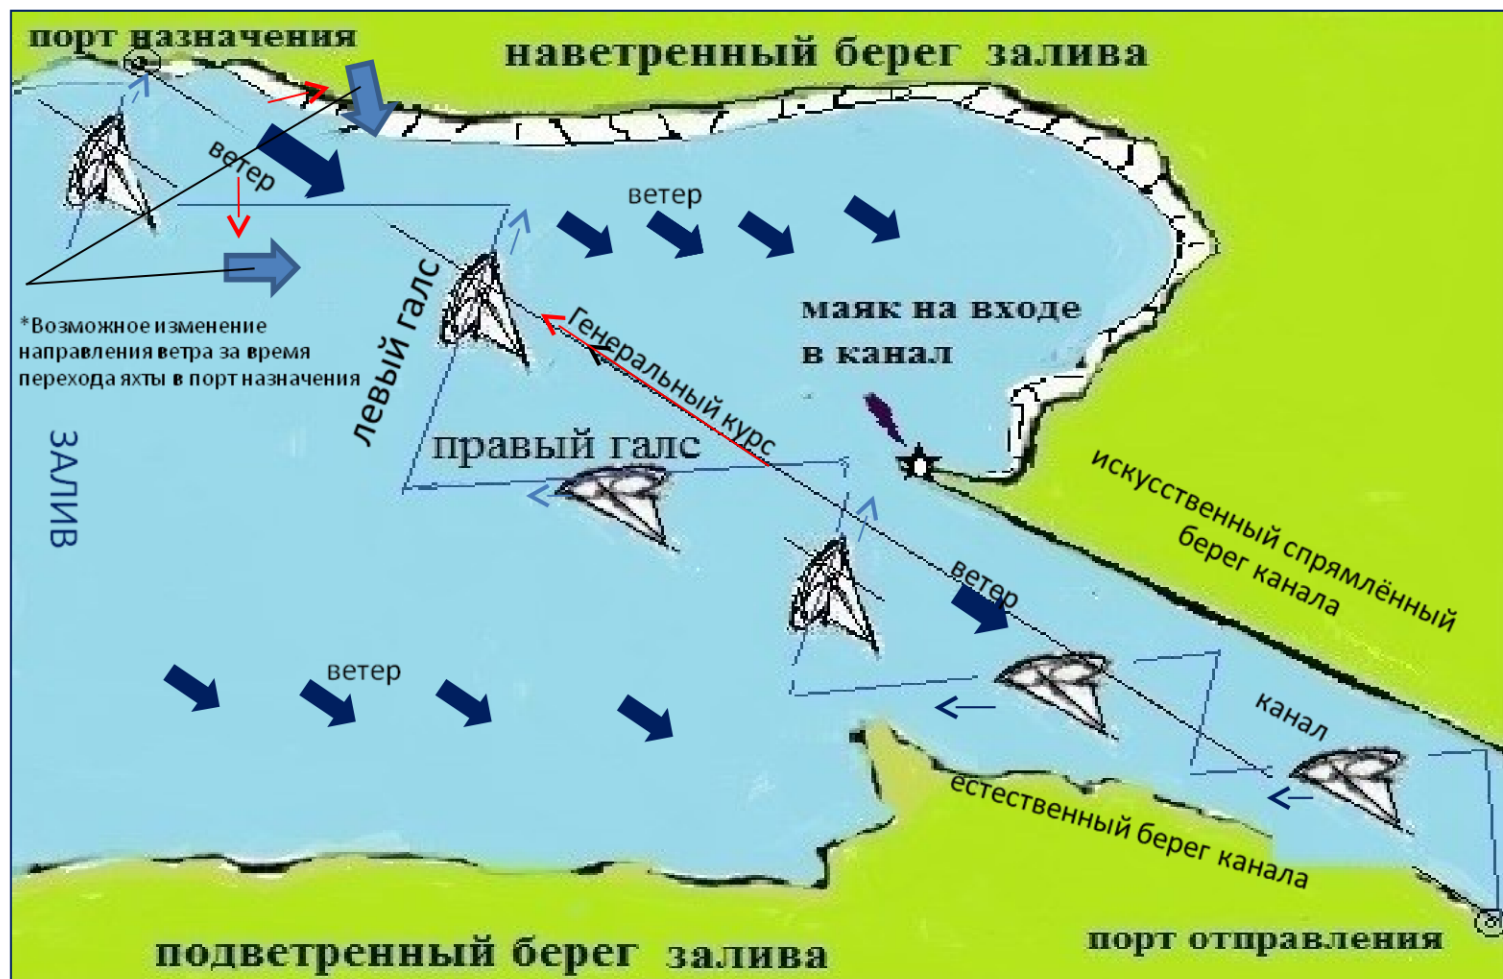 порт назначения
наветренный берег залива
ветер
ветер
левый галс
Генеральный курс
маяк на входе
в канал
*Возможное изменение
направления ветра за время
перехода яхты в порт назначения
ЗАЛИВ
правый галс
искусственный спрямлённый
берег канала
ветер
ветер
канал
естественный берег канала
порт отправления
подветренный берег залива